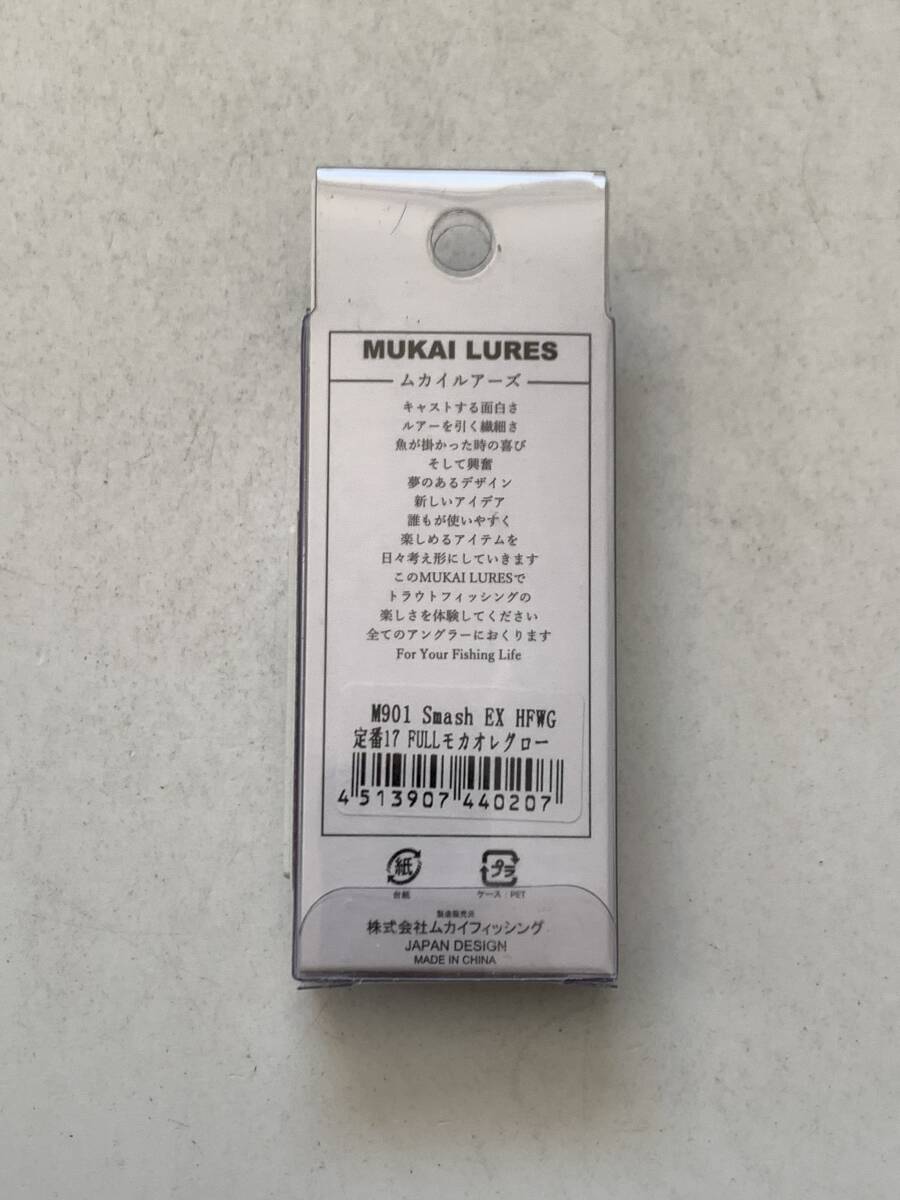 MUKAI LURES
ムカイルアーズ
キャストする面白さ
ルアーを引く繊細さ
魚が掛かった時の喜び
そして興奮
夢のあるデザイン
新しいアイデア
誰もが使いやすく
楽しめるアイテムを
日々考え形にしていきます
このMUKAI LURESで
トラウトフィッシングの
楽しさを体験してください
全てのアングラーにおくります
For Your Fishing Life
M901 Smash EX HFWG
定番17 FULLモカオレグロー
4 513907 440207
紙 プラ
台紙 ケース:PET
製造販売元
株式会社ムカイフィッシング
JAPAN DESIGN
MADE IN CHINA